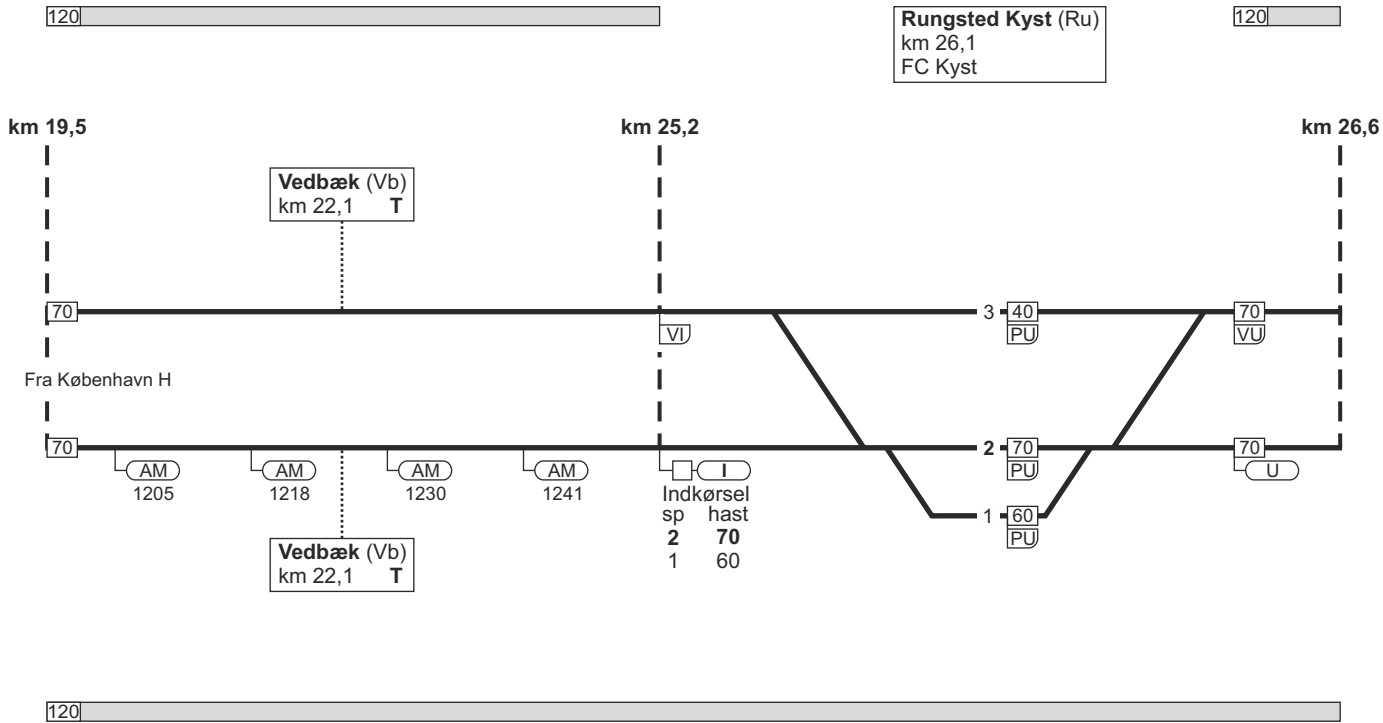 120
Rungsted Kyst (Ru)
km 26,1
FC Kyst
120
km 19,5
km 25,2
km 26,6
Vedbæk (Vb)
km 22,1 T
70
3
40
70
VI
PU
VU
Fra København H
70
2
70
70
AM
AM
AM
AM
I
PU
U
1205
1218
1230
1241
Indkørsel
sp hast
2 70
1 60
1
60
PU
Vedbæk (Vb)
km 22,1 T
120